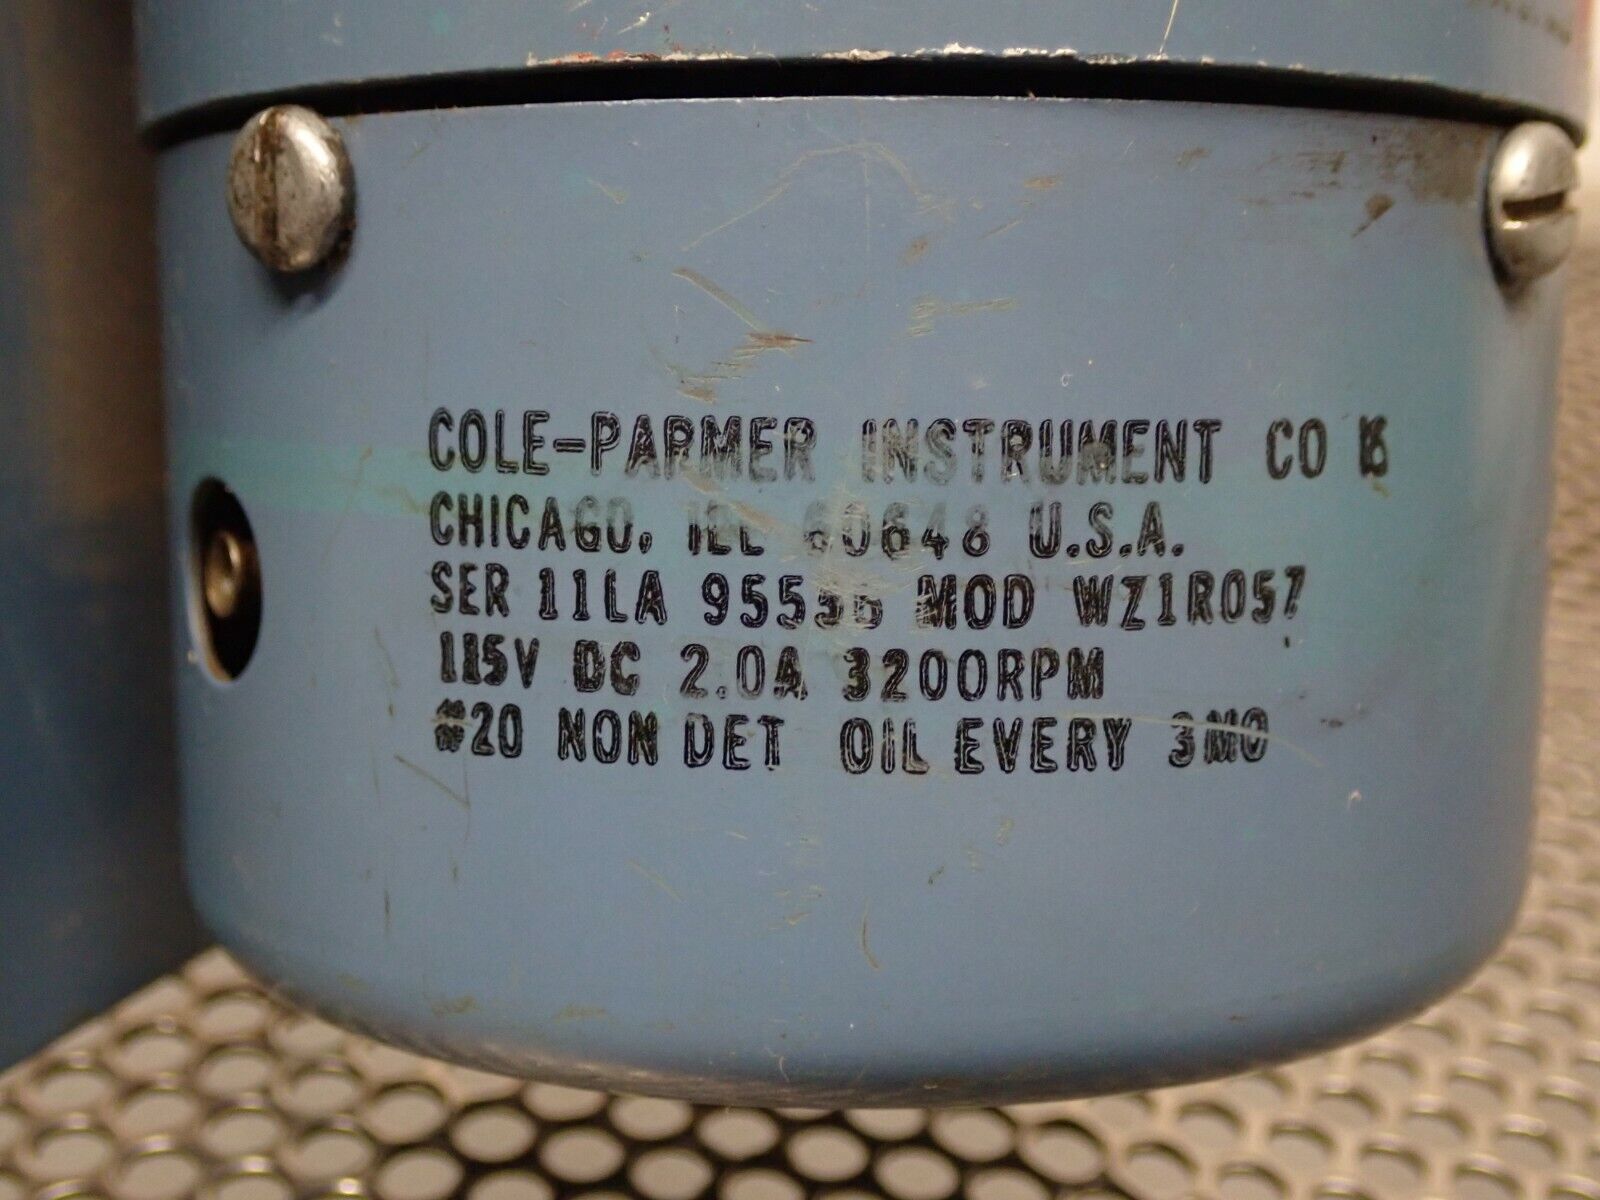 COLE-PARMER INSTRUMENT CO
CHICAGO, ILL 60648 U.S.A.
SER 11LA MOD WZ1R057
115V DC 2.0A 3200RPM
#20 NON DET OIL EVERY 3MO